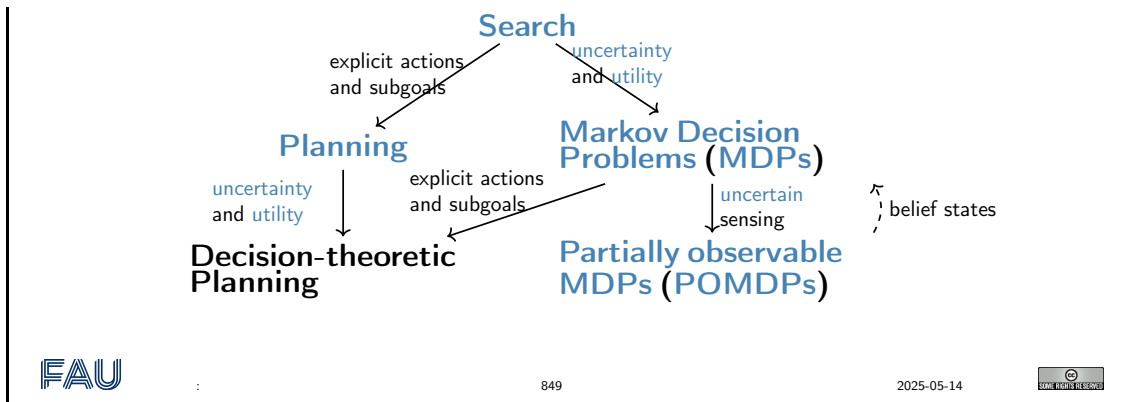 Search
explicit actions
and subgoals
uncertainty
and utility
Planning
Markov Decision
Problems (MDPs)
uncertainty
and utility
explicit actions
and subgoals
uncertain
sensing
belief states
Decision-theoretic
Planning
Partially observable
MDPs (POMDPs)
FAU
:
849
2025-05-14
cc
SOME RIGHTS RESERVED